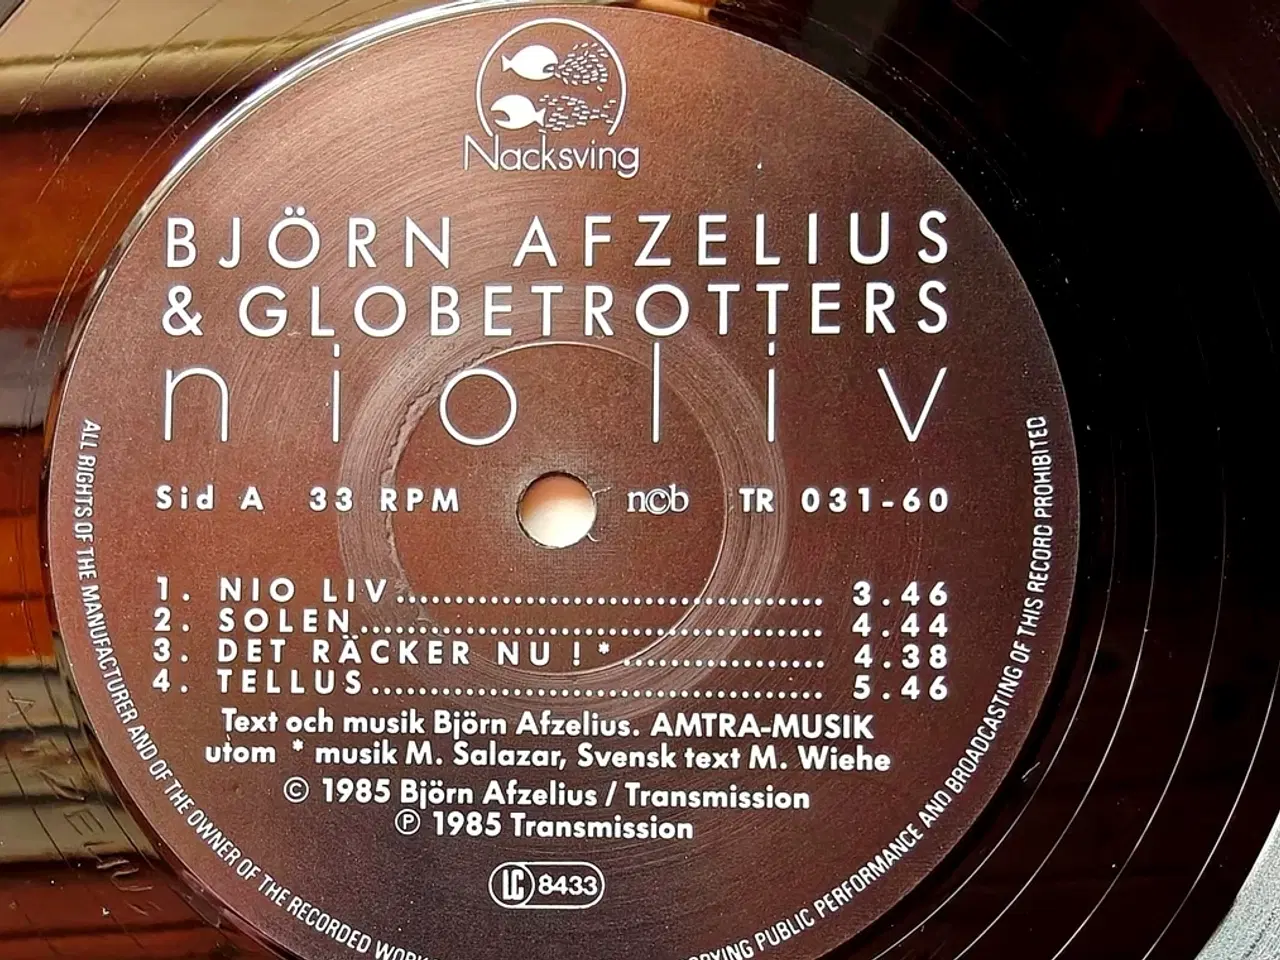 Nacksving
BJÖRN AFZELIUS
& GLOBETROTTERS
nio liv
Sid A 33 RPM ncb TR 031-60
1. NIO LIV........................................ 3.46
2. SOLEN........................................ 4.44
3. DET RÄCKER NU !*.................... 4.38
4. TELLUS........................................ 5.46
Text och musik Björn Afzelius. AMTRA-MUSIK
utom * musik M. Salazar, Svensk text M. Wiehe
© 1985 Björn Afzelius / Transmission
℗ 1985 Transmission
LC 8433
ALL RIGHTS OF THE MANUFACTURER AND OF THE OWNER OF THE RECORDED
PUBLIC PERFORMANCE AND BROADCASTING OF THIS RECORD PROHIBITED